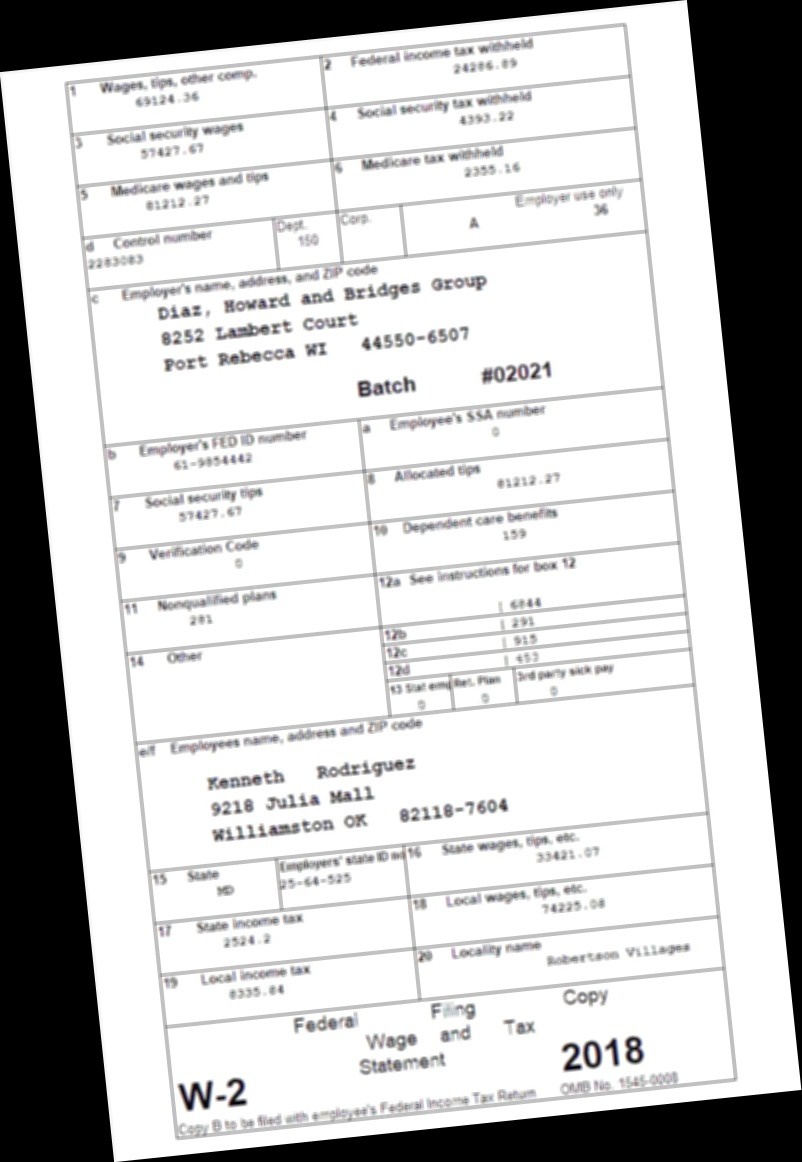 1 Wages, tips, other comp. 2 Federal income tax withheld
69124.36 24286.89
3 Social security wages 4 Social security tax withheld
57427.67 4393.22
5 Medicare wages and tips 6 Medicare tax withheld
81212.27 2355.16
d Control number Dept. Corp. Employer use only
2283083 150 A 36
c Employer's name, address, and ZIP code
Diaz, Howard and Bridges Group
8252 Lambert Court
Port Rebecca WI 44550-6507
Batch #02021
b Employer's FED ID number a Employee's SSA number
61-9854442 0
7 Social security tips 8 Allocated tips
57427.67 81212.27
9 Verification Code 10 Dependent care benefits
0 159
11 Nonqualified plans 12a See instructions for box 12
281 | 6844
14 Other 12b | 291
12c | 915
12d | 453
13 Stat emp Ret. Plan 3rd party sick pay
0 0 0
e/f Employees name, address and ZIP code
Kenneth Rodriguez
9218 Julia Mall
Williamston OK 82118-7604
15 State Employers' state ID no 16 State wages, tips, etc.
MD 25-64-525 33421.07
17 State income tax 18 Local wages, tips, etc.
2524.2 74225.08
19 Local income tax 20 Locality name
8335.84 Robertson Villages
Federal Filing Copy
Wage and Tax
Statement
W-2 2018
Copy B to be filed with employee's Federal Income Tax Return OMB No. 1545-0008